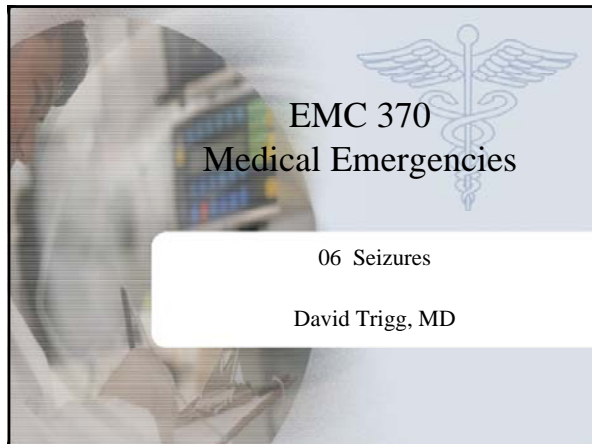 EMC 370
Medical Emergencies
06 Seizures
David Trigg, MD